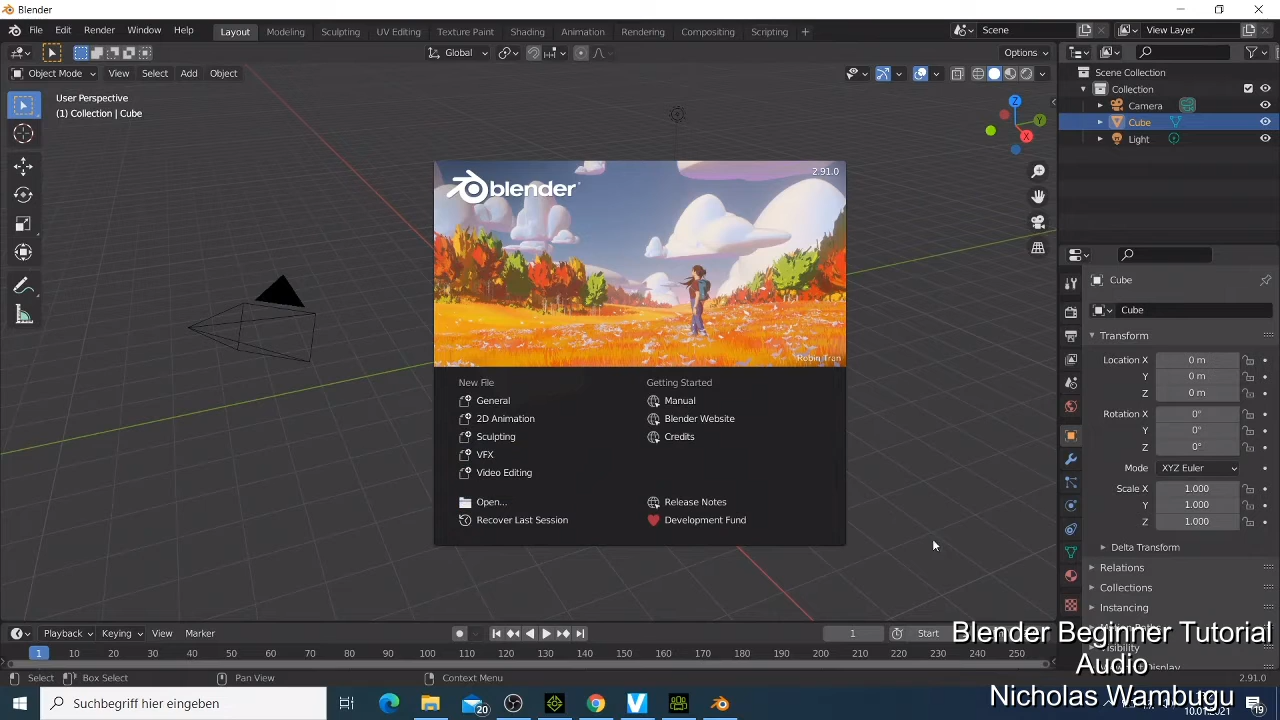 Blender
File Edit Render Window Help Layout Modeling Sculpting UV Editing Texture Paint Shading Animation Rendering Compositing Scripting + Scene View Layer
Global Options
Object Mode View Select Add Object
User Perspective
(1) Collection | Cube
Z
Y
X
Scene Collection
Collection
Camera
Cube
Light
blender
2.91.0
Robin Tran
New File
General
2D Animation
Sculpting
VFX
Video Editing
Open...
Recover Last Session
Getting Started
Manual
Blender Website
Credits
Release Notes
Development Fund
Cube
Cube
Transform
Location X 0 m
Y 0 m
Z 0 m
Rotation X 0°
Y 0°
Z 0°
Mode XYZ Euler
Scale X 1.000
Y 1.000
Z 1.000
Delta Transform
Relations
Collections
Instancing
Visibility
Playback Keying View Marker 1 Start
1 10 20 30 40 50 60 70 80 90 100 110 120 130 140 150 160 170 180 190 200 210 220 230 240 250
Select Box Select Pan View Context Menu 2.91.0
Blender Beginner Tutorial
Audio
Nicholas Wambugu
Suchbegriff hier eingeben
20
10.01.2021
19